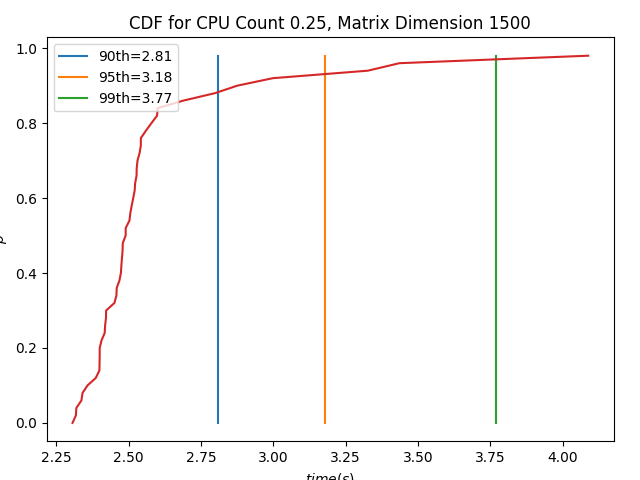 CDF for CPU Count 0.25, Matrix Dimension 1500
1.0
0.8
0.6
0.4
0.2
0.0
90th=2.81
95th=3.18
99th=3.77
2.25 2.50 2.75 3.00 3.25 3.50 3.75 4.00
time(s)